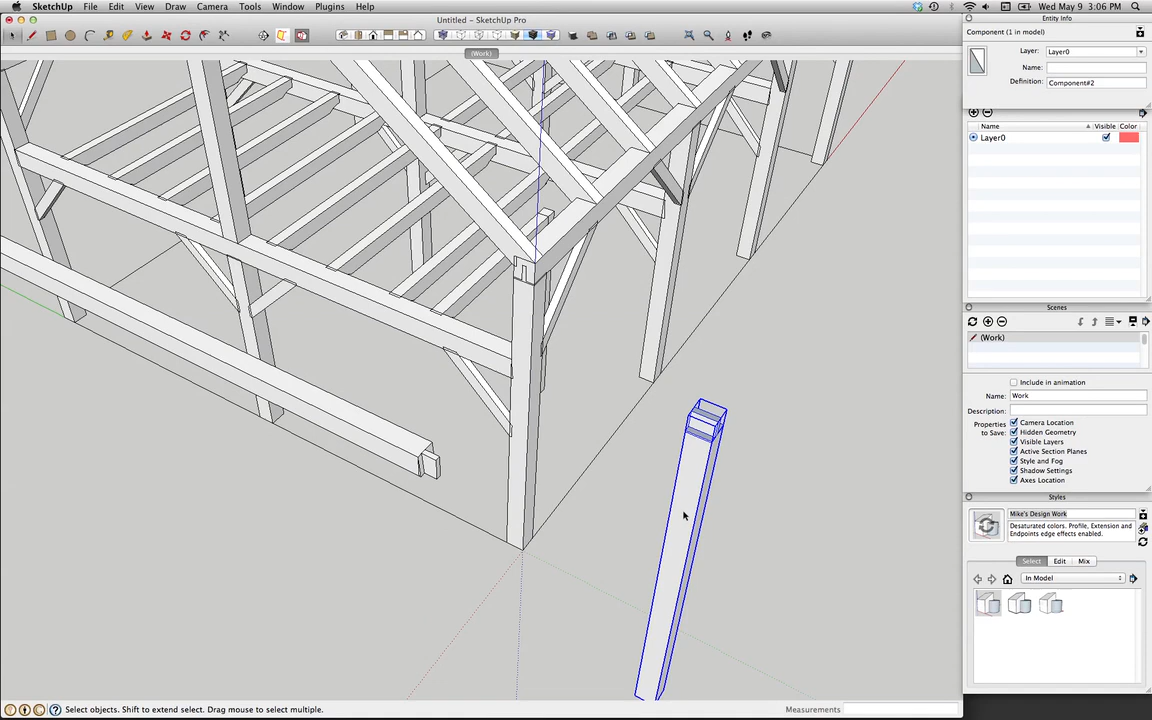 SketchUp File Edit View Draw Camera Tools Window Plugins Help
Wed May 9 3:06 PM
Untitled - SketchUp Pro
(Work)
Entity Info
Component (1 in model)
Layer: Layer0
Name:
Definition: Component#2
Name Visible Color
Layer0
Scenes
(Work)
Include in animation
Name: Work
Description:
Properties to Save:
Camera Location
Hidden Geometry
Visible Layers
Active Section Planes
Style and Fog
Shadow Settings
Axes Location
Styles
Mike's Design Work
Desaturated colors. Profile, Extension and
Endpoints edge effects enabled.
Select Edit Mix
In Model
Select objects. Shift to extend select. Drag mouse to select multiple.
Measurements